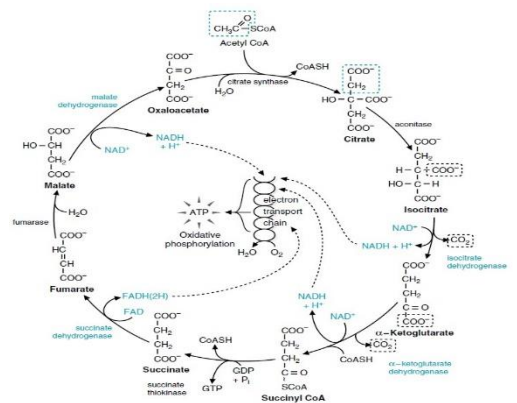 CH₃C–SCoA
O
Acetyl CoA
CoASH
citrate synthase
H₂O
COO⁻
C=O
CH₂
COO⁻
Oxaloacetate
COO⁻
CH₂
HO–C–COO⁻
CH₂
COO⁻
Citrate
aconitase
COO⁻
CH₂
H–C–COO⁻
HO–C–H
COO⁻
Isocitrate
NAD⁺
NADH + H⁺
CO₂
isocitrate
dehydrogenase
COO⁻
CH₂
CH₂
C=O
COO⁻
α–Ketoglutarate
NADH
+ H⁺
NAD⁺
CO₂
CoASH
α–ketoglutarate
dehydrogenase
COO⁻
CH₂
CH₂
C=O
SCoA
Succinyl CoA
CoASH
GDP
+ Pᵢ
GTP
succinate
thiokinase
COO⁻
CH₂
CH₂
COO⁻
Succinate
FADH(2H)
FAD
succinate
dehydrogenase
COO⁻
HC
CH
COO⁻
Fumarate
H₂O
fumarase
COO⁻
HO–CH
CH₂
COO⁻
Malate
malate
dehydrogenase
NAD⁺
NADH
+ H⁺
electron
transport
chain
ATP
Oxidative
phosphorylation
H₂O
O₂